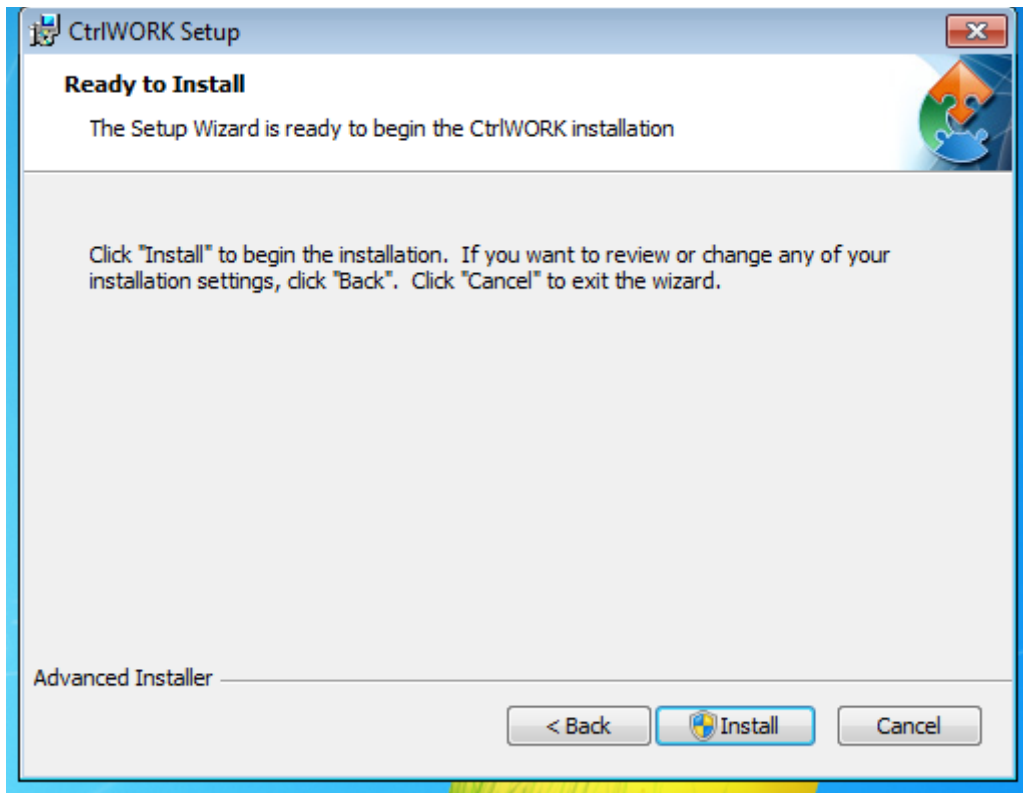 CtrlWORK Setup
Ready to Install
The Setup Wizard is ready to begin the CtrlWORK installation
Click "Install" to begin the installation.  If you want to review or change any of your
installation settings, click "Back".  Click "Cancel" to exit the wizard.
Advanced Installer
< Back
Install
Cancel